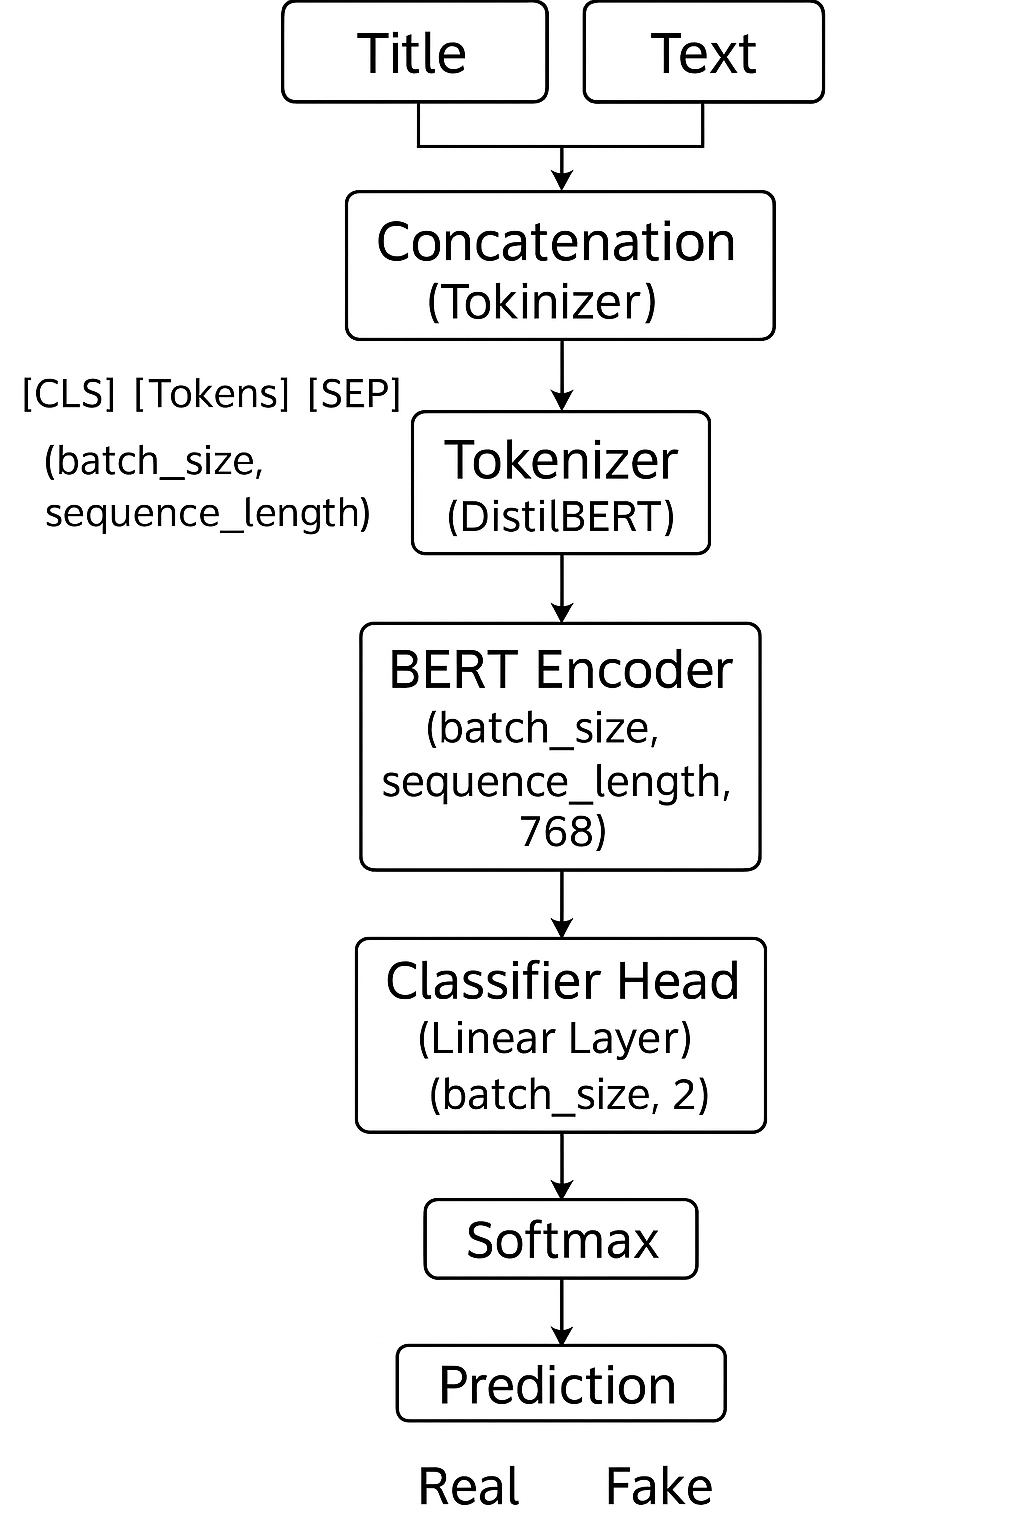 Title
Text
Concatenation
(Tokinizer)
[CLS] [Tokens] [SEP]
(batch_size,
sequence_length)
Tokenizer
(DistilBERT)
BERT Encoder
(batch_size,
sequence_length,
768)
Classifier Head
(Linear Layer)
(batch_size, 2)
Softmax
Prediction
Real Fake